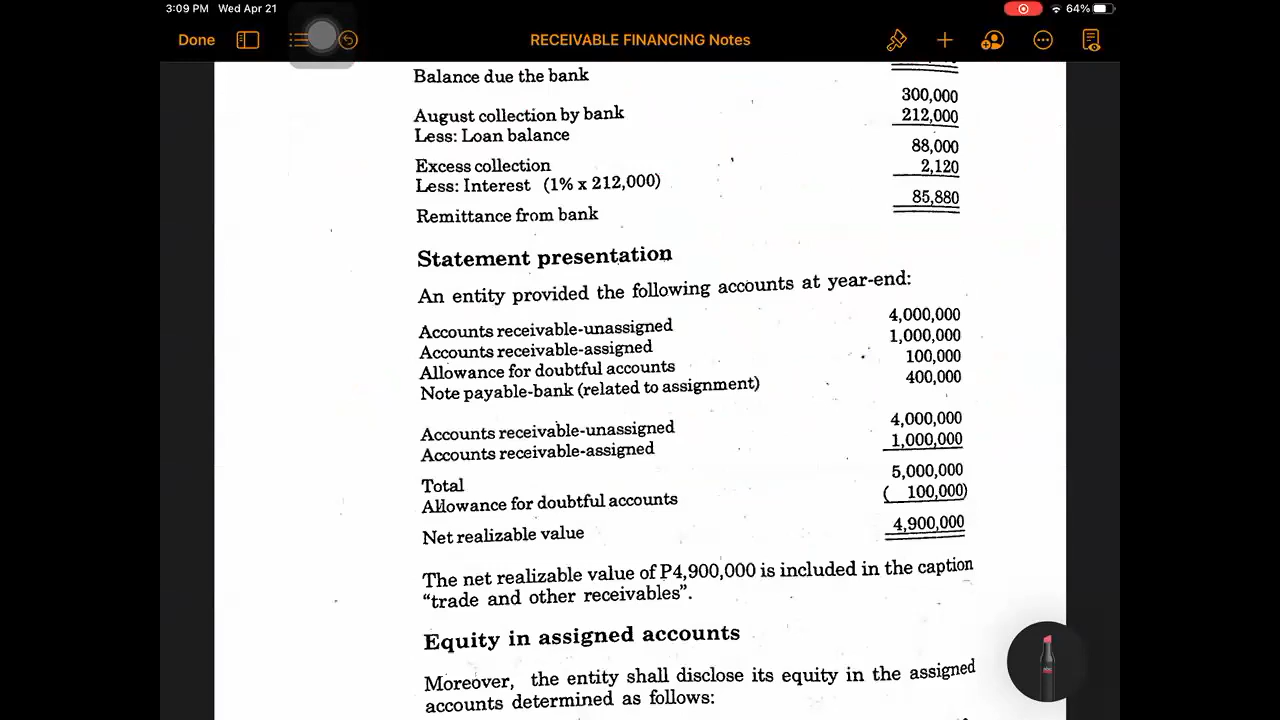 3:09 PM Wed Apr 21 64%
Done RECEIVABLE FINANCING Notes
Balance due the bank
August collection by bank 300,000
Less: Loan balance 212,000
Excess collection 88,000
Less: Interest (1% x 212,000) 2,120
Remittance from bank 85,880
Statement presentation
An entity provided the following accounts at year-end:
Accounts receivable-unassigned 4,000,000
Accounts receivable-assigned 1,000,000
Allowance for doubtful accounts 100,000
Note payable-bank (related to assignment) 400,000
Accounts receivable-unassigned 4,000,000
Accounts receivable-assigned 1,000,000
Total 5,000,000
Allowance for doubtful accounts ( 100,000)
Net realizable value 4,900,000
The net realizable value of P4,900,000 is included in the caption
“trade and other receivables”.
Equity in assigned accounts
Moreover, the entity shall disclose its equity in the assigned
accounts determined as follows: